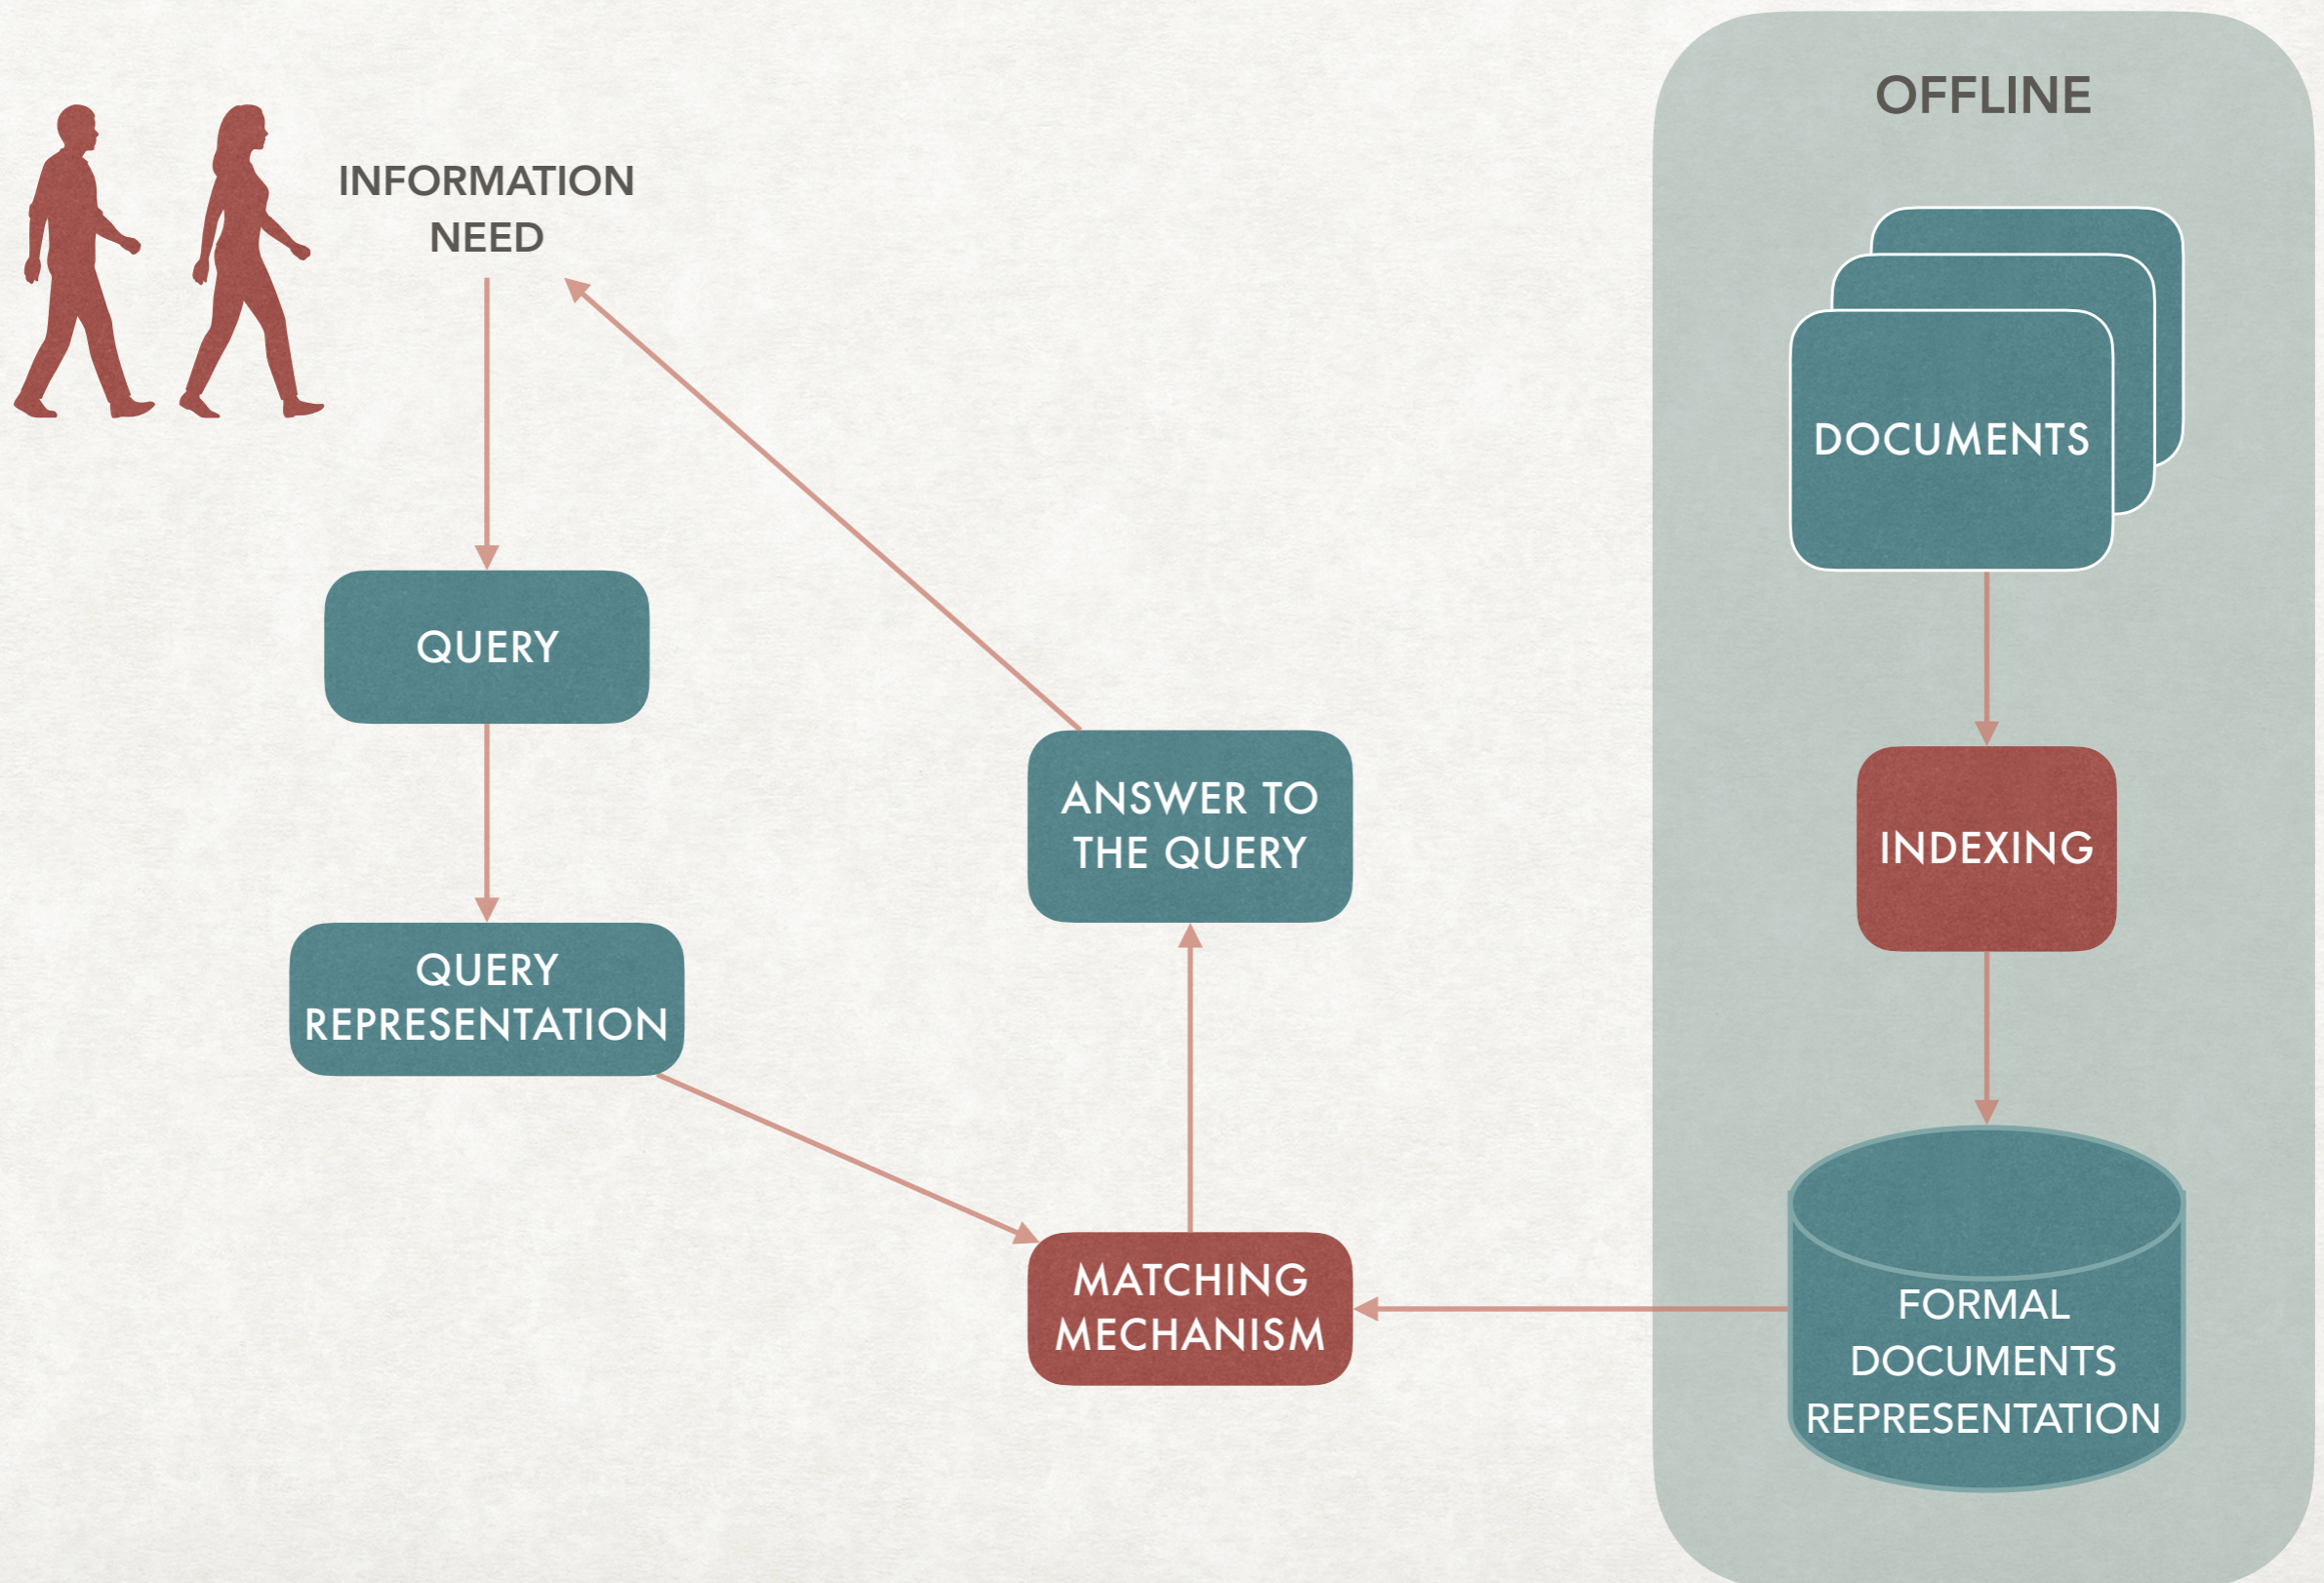 OFFLINE
INFORMATION
NEED
DOCUMENTS
QUERY
ANSWER TO
THE QUERY
INDEXING
QUERY
REPRESENTATION
MATCHING
MECHANISM
FORMAL
DOCUMENTS
REPRESENTATION